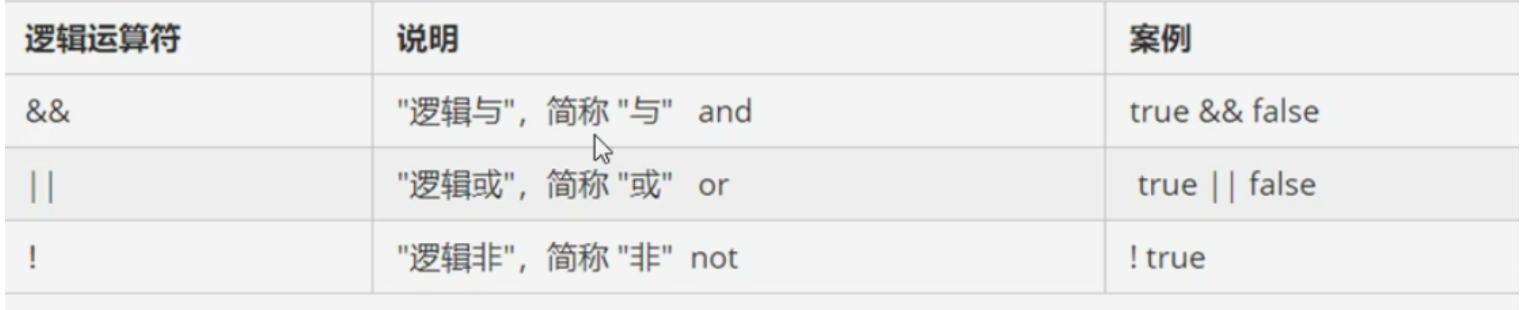 逻辑运算符 说明 案例
&& "逻辑与"，简称 "与" and true && false
|| "逻辑或"，简称 "或" or true || false
! "逻辑非"，简称 "非" not ! true